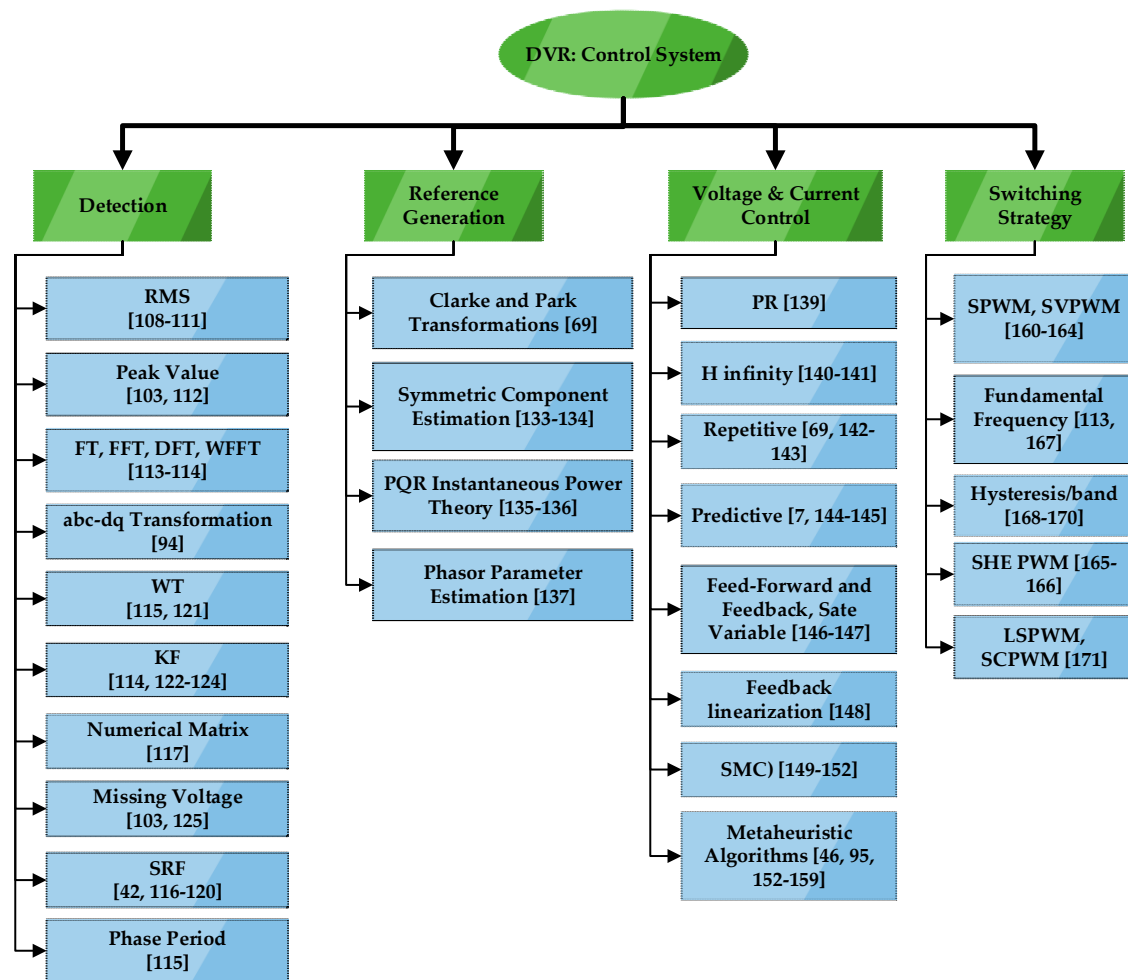 DVR: Control System
Detection
RMS
[108-111]
Peak Value
[103, 112]
FT, FFT, DFT, WFFT
[113-114]
abc-dq Transformation
[94]
WT
[115, 121]
KF
[114, 122-124]
Numerical Matrix
[117]
Missing Voltage
[103, 125]
SRF
[42, 116-120]
Phase Period
[115]
Reference
Generation
Clarke and Park
Transformations [69]
Symmetric Component
Estimation [133-134]
PQR Instantaneous Power
Theory [135-136]
Phasor Parameter
Estimation [137]
Voltage & Current
Control
PR [139]
H infinity [140-141]
Repetitive [69, 142-
143]
Predictive [7, 144-145]
Feed-Forward and
Feedback, Sate
Variable [146-147]
Feedback
linearization [148]
SMC) [149-152]
Metaheuristic
Algorithms [46, 95,
152-159]
Switching
Strategy
SPWM, SVPWM
[160-164]
Fundamental
Frequency [113,
167]
Hysteresis/band
[168-170]
SHE PWM [165-
166]
LSPWM,
SCPWM [171]